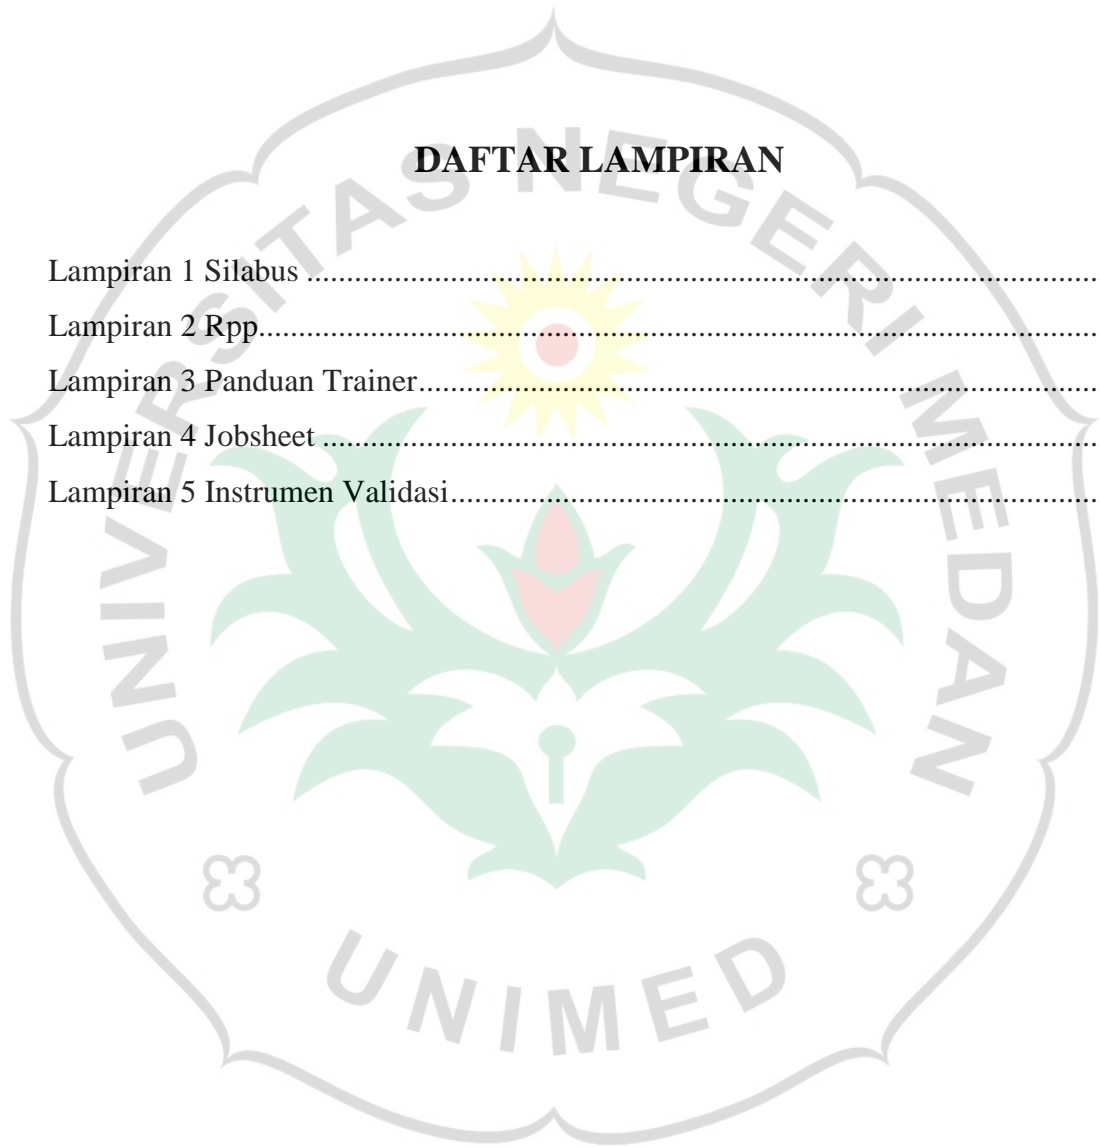 DAFTAR LAMPIRAN
Lampiran 1 Silabus ....................................................................................................
Lampiran 2 Rpp.........................................................................................................
Lampiran 3 Panduan Trainer.....................................................................................
Lampiran 4 Jobsheet .................................................................................................
Lampiran 5 Instrumen Validasi.................................................................................
UNIVERSITAS NEGERI MEDAN
UNIMED